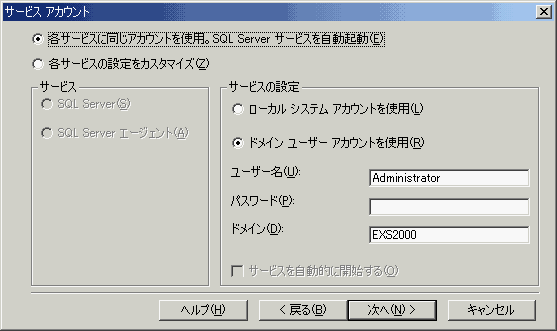 サービス アカウント
各サービスに同じアカウントを使用。SQL Server サービスを自動起動(E)
各サービスの設定をカスタマイズ(Z)
サービス
SQL Server(S)
SQL Server エージェント(A)
サービスの設定
ローカル システム アカウントを使用(L)
ドメイン ユーザー アカウントを使用(R)
ユーザー名(U):
Administrator
パスワード(P):
ドメイン(D):
EXS2000
サービスを自動的に開始する(O)
ヘルプ(H)
< 戻る(B)
次へ(N) >
キャンセル